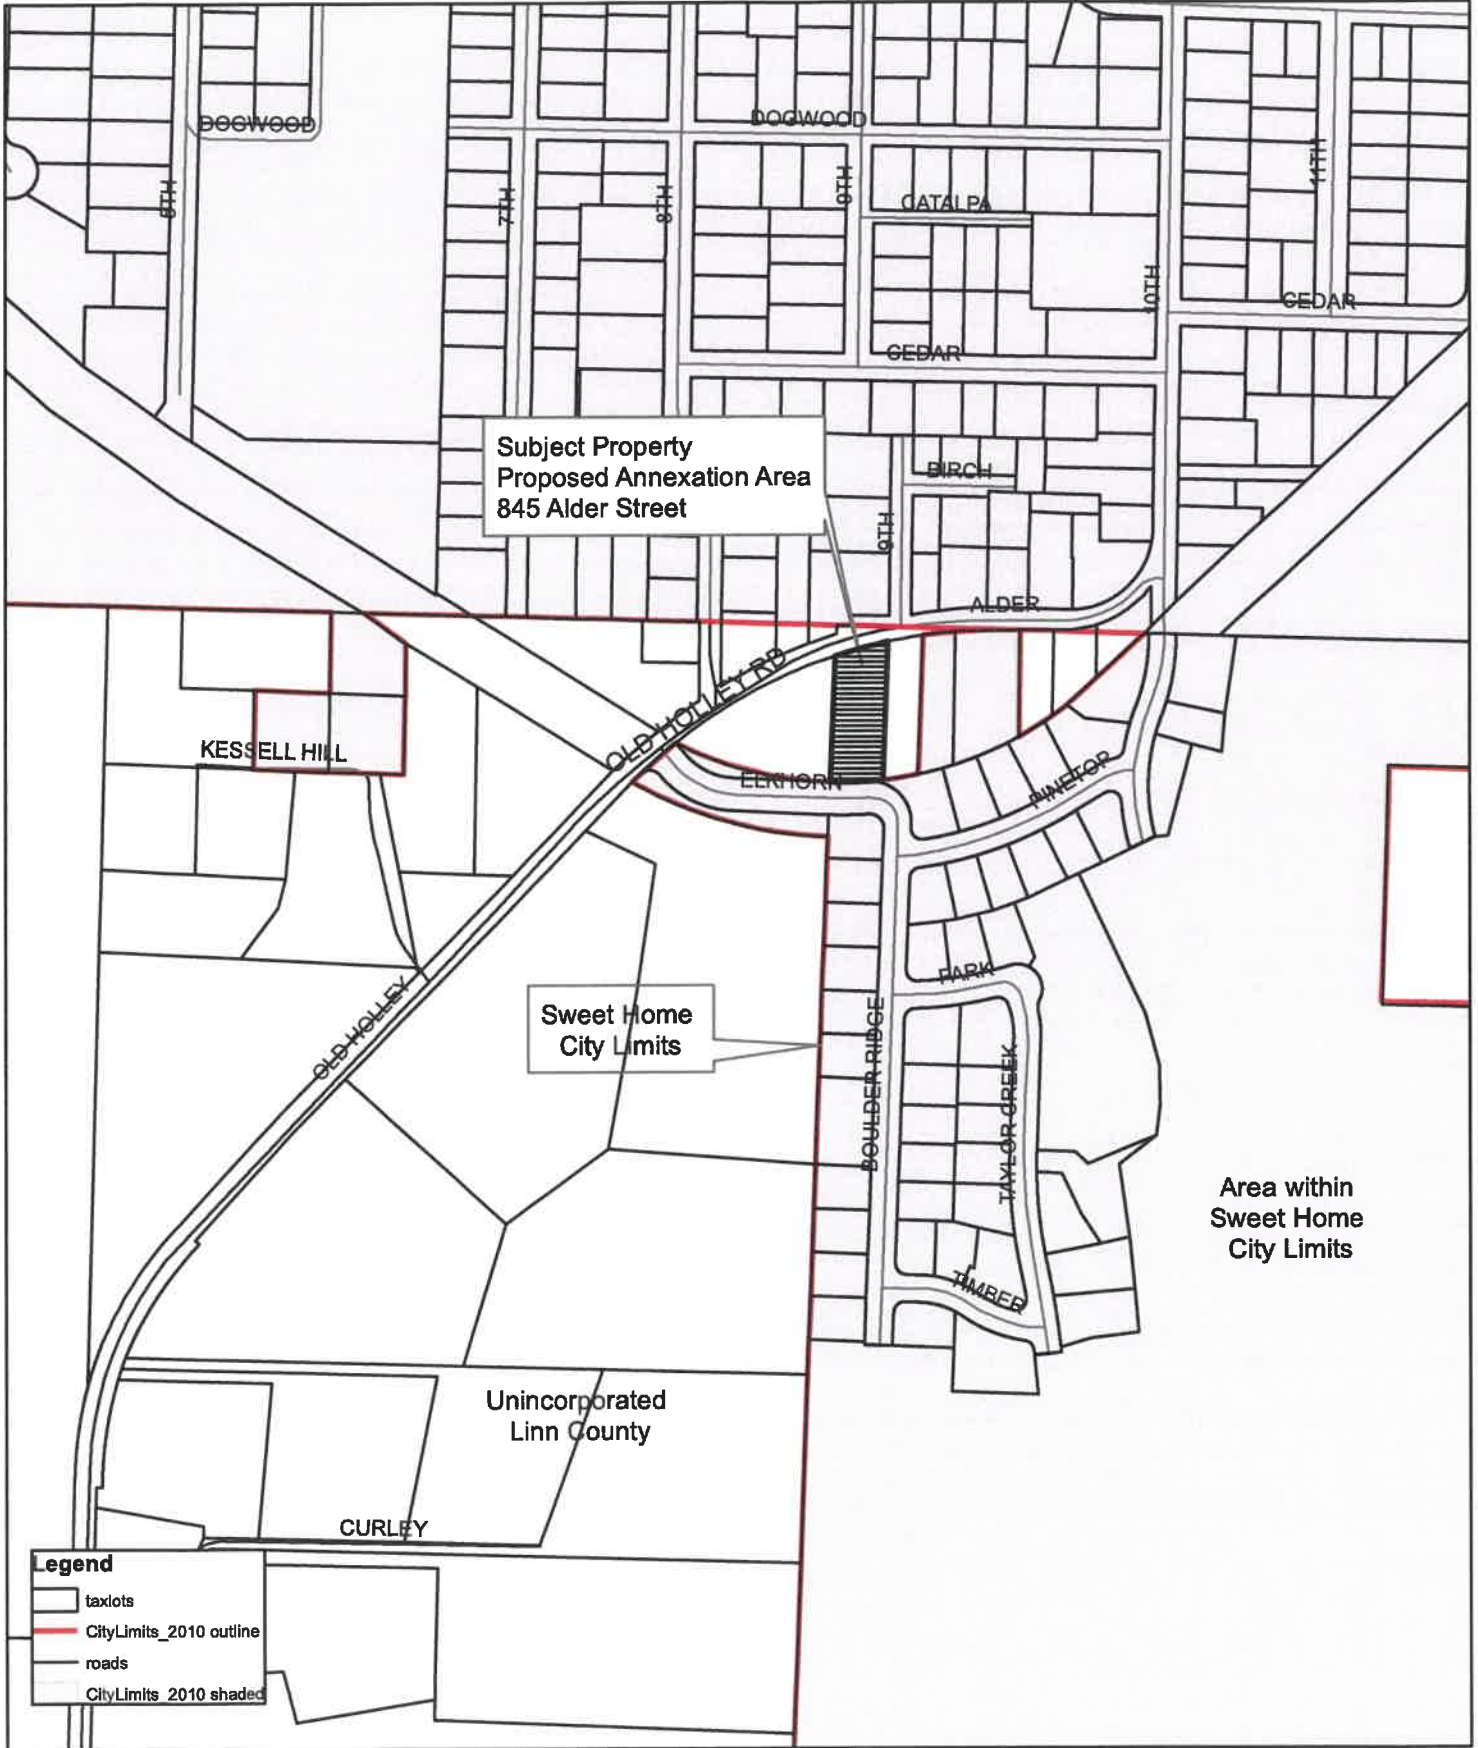 DOGWOOD
DOGWOOD
6TH
7TH
8TH
9TH
CATALPA
11TH
10TH
CEDAR
CEDAR
Subject Property
Proposed Annexation Area
845 Alder Street
BIRCH
9TH
ALDER
OLD HOLLEY RD
KESSELL HILL
ELKHORN
PINETOP
PARK
OLD HOLLEY
Sweet Home
City Limits
BOULDER RIDGE
TAYLOR CREEK
Area within
Sweet Home
City Limits
TIMBER
Unincorporated
Linn County
CURLEY
Legend
taxlots
CityLimits_2010 outline
roads
CityLimits_2010 shaded